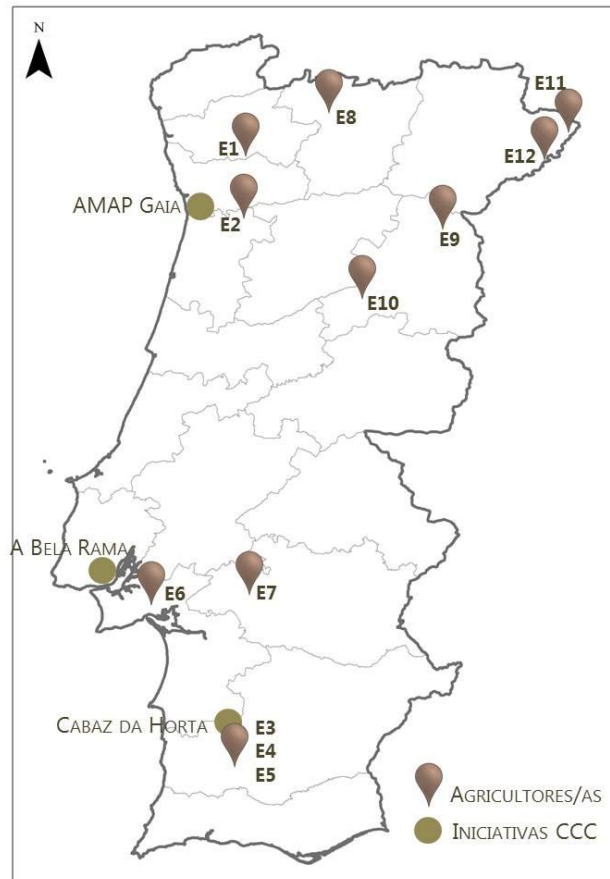 N
E11
E8
E1
E12
AMAP GAIA
E2
E9
E10
A BELA RAMA
E6
E7
CABAZ DA HORTA
E3
E4
E5
AGRICULTORES/AS
INICIATIVAS CCC